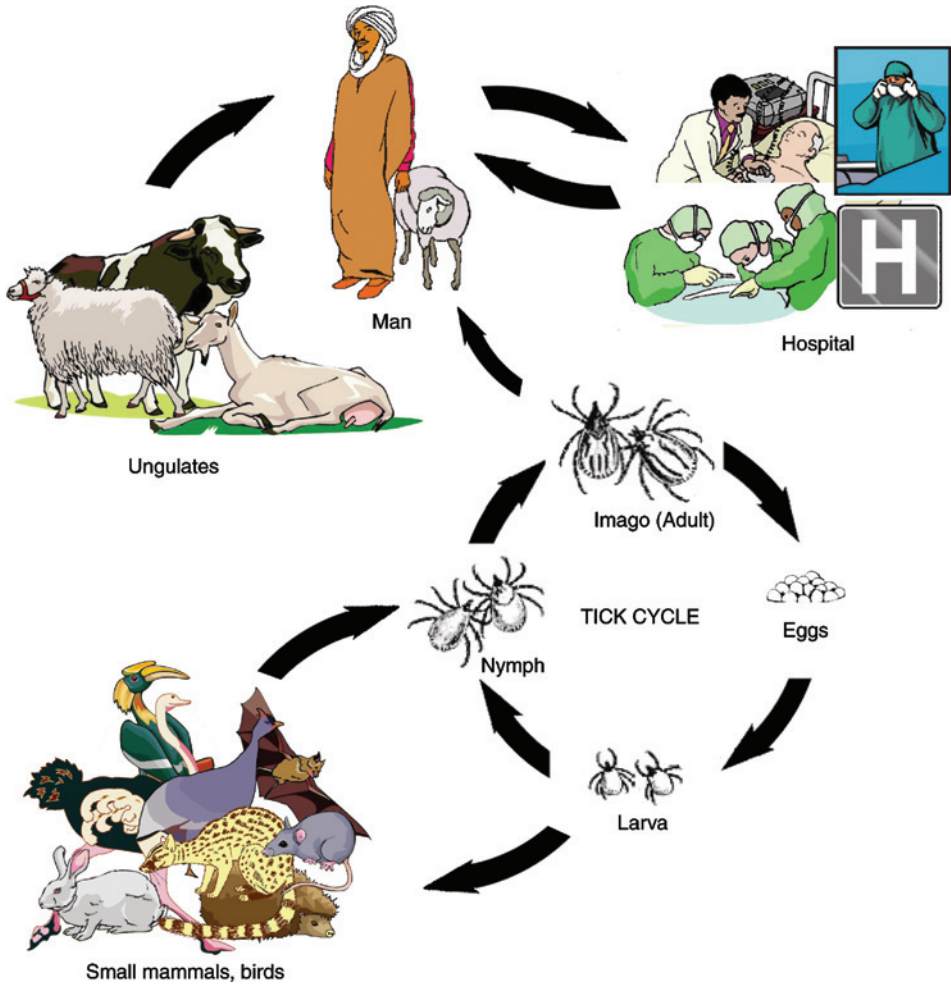 H
Man
Hospital
Ungulates
Imago (Adult)
TICK CYCLE
Eggs
Nymph
Larva
Small mammals, birds